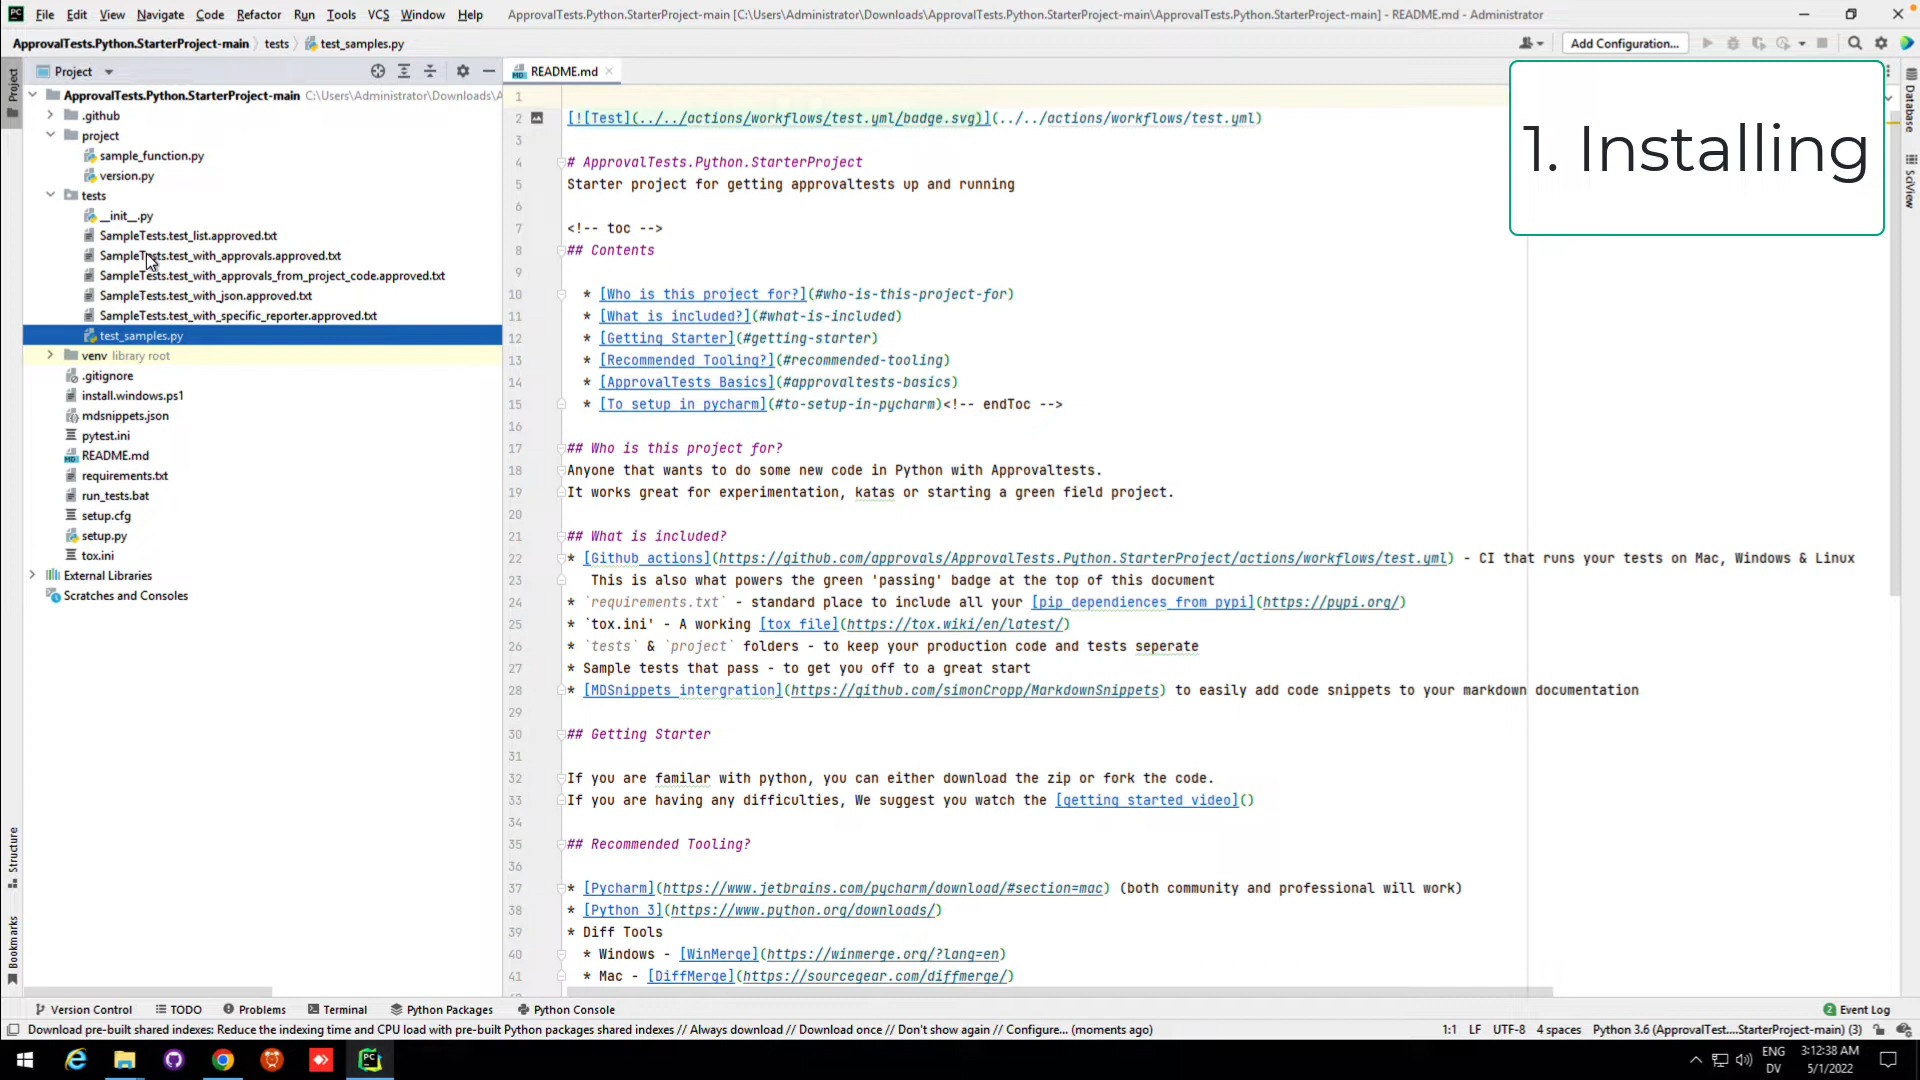 PC File Edit View Navigate Code Refactor Run Tools VCS Window Help ApprovalTests.Python.StarterProject-main [C:\Users\Administrator\Downloads\ApprovalTests.Python.StarterProject-main\ApprovalTests.Python.StarterProject-main] - README.md - Administrator
ApprovalTests.Python.StarterProject-main tests test_samples.py Add Configuration...
Project README.md
ApprovalTests.Python.StarterProject-main C:\Users\Administrator\Downloads\A
.github
project
sample_function.py
version.py
tests
__init__.py
SampleTests.test_list.approved.txt
SampleTests.test_with_approvals.approved.txt
SampleTests.test_with_approvals_from_project_code.approved.txt
SampleTests.test_with_json.approved.txt
SampleTests.test_with_specific_reporter.approved.txt
test_samples.py
venv library root
.gitignore
install.windows.ps1
mdsnippets.json
pytest.ini
README.md
requirements.txt
run_tests.bat
setup.cfg
setup.py
tox.ini
External Libraries
Scratches and Consoles
Project
Structure
Bookmarks
1
2 [![Test](../../actions/workflows/test.yml/badge.svg)](../../actions/workflows/test.yml)
3
4 # ApprovalTests.Python.StarterProject
5 Starter project for getting approvaltests up and running
6
7 <!-- toc -->
8 ## Contents
9
10 * [Who is this project for?](#who-is-this-project-for)
11 * [What is included?](#what-is-included)
12 * [Getting Starter](#getting-starter)
13 * [Recommended Tooling?](#recommended-tooling)
14 * [ApprovalTests Basics](#approvaltests-basics)
15 * [To setup in pycharm](#to-setup-in-pycharm)<!-- endToc -->
16
17 ## Who is this project for?
18 Anyone that wants to do some new code in Python with Approvaltests.
19 It works great for experimentation, katas or starting a green field project.
20
21 ## What is included?
22 * [Github actions](https://github.com/approvals/ApprovalTests.Python.StarterProject/actions/workflows/test.yml) - CI that runs your tests on Mac, Windows & Linux
23 This is also what powers the green 'passing' badge at the top of this document
24 * `requirements.txt` - standard place to include all your [pip dependiences from pypi](https://pypi.org/)
25 * `tox.ini' - A working [tox file](https://tox.wiki/en/latest/)
26 * `tests` & `project` folders - to keep your production code and tests seperate
27 * Sample tests that pass - to get you off to a great start
28 * [MDSnippets intergration](https://github.com/simonCropp/MarkdownSnippets) to easily add code snippets to your markdown documentation
29
30 ## Getting Starter
31
32 If you are familar with python, you can either download the zip or fork the code.
33 If you are having any difficulties, We suggest you watch the [getting started video]()
34
35 ## Recommended Tooling?
36
37 * [Pycharm](https://www.jetbrains.com/pycharm/download/#section=mac) (both community and professional will work)
38 * [Python 3](https://www.python.org/downloads/)
39 * Diff Tools
40 * Windows - [WinMerge](https://winmerge.org/?lang=en)
41 * Mac - [DiffMerge](https://sourcegear.com/diffmerge/)
1. Installing
Database
SciView
Version Control TODO Problems Terminal Python Packages Python Console 2 Event Log
Download pre-built shared indexes: Reduce the indexing time and CPU load with pre-built Python packages shared indexes // Always download // Download once // Don't show again // Configure... (moments ago) 1:1 LF UTF-8 4 spaces Python 3.6 (ApprovalTest....StarterProject-main) (3)
PC ENG 3:12:38 AM
DV 5/1/2022